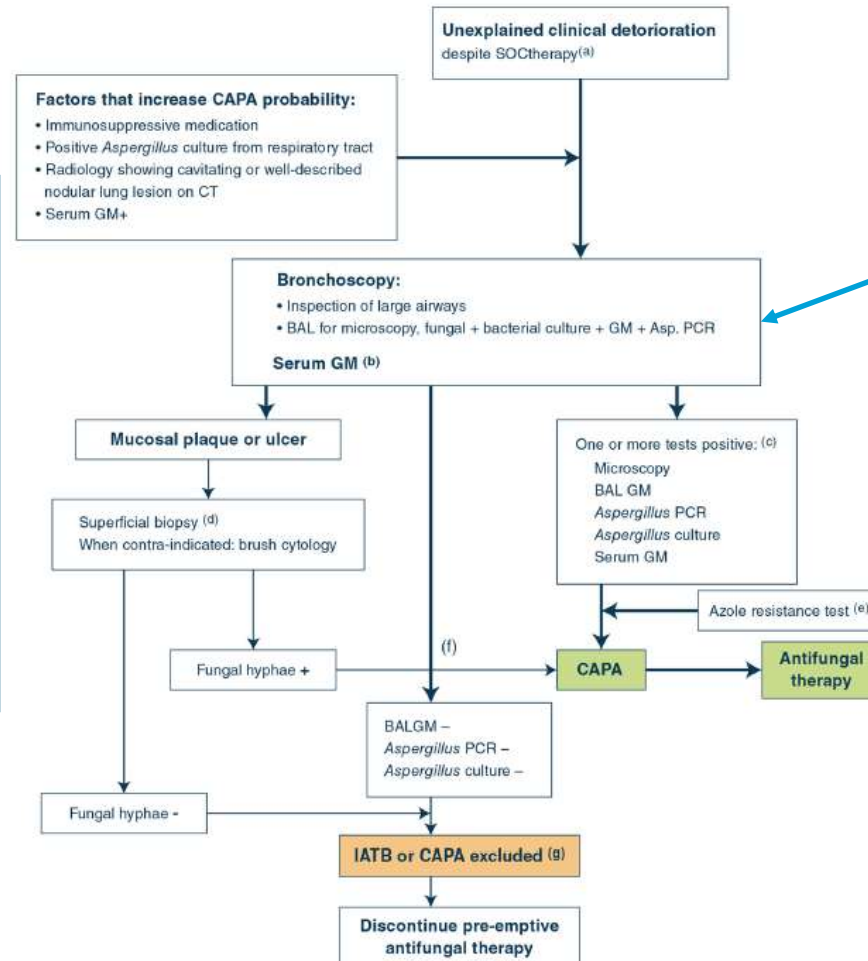 Unexplained clinical detorioration
despite SOCtherapy(a)
Factors that increase CAPA probability:
• Immunosuppressive medication
• Positive Aspergillus culture from respiratory tract
• Radiology showing cavitating or well-described
nodular lung lesion on CT
• Serum GM+
Bronchoscopy:
• Inspection of large airways
• BAL for microscopy, fungal + bacterial culture + GM + Asp. PCR
Serum GM (b)
Mucosal plaque or ulcer
One or more tests positive: (c)
Microscopy
BAL GM
Aspergillus PCR
Aspergillus culture
Serum GM
Superficial biopsy (d)
When contra-indicated: brush cytology
Azole resistance test (e)
(f)
Fungal hyphae +
CAPA
Antifungal
therapy
BALGM –
Aspergillus PCR –
Aspergillus culture –
Fungal hyphae -
IATB or CAPA excluded (g)
Discontinue pre-emptive
antifungal therapy